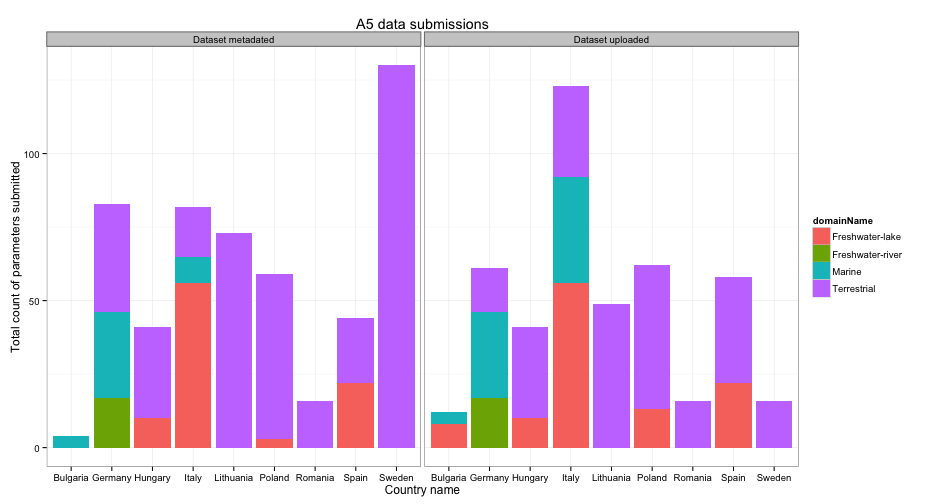 A5 data submissions
Dataset metadated
Dataset uploaded
Total count of parameters submitted
100
50
0
Bulgaria Germany Hungary Italy Lithuania Poland Romania Spain Sweden
Bulgaria Germany Hungary Italy Lithuania Poland Romania Spain Sweden
Country name
domainName
Freshwater-lake
Freshwater-river
Marine
Terrestrial